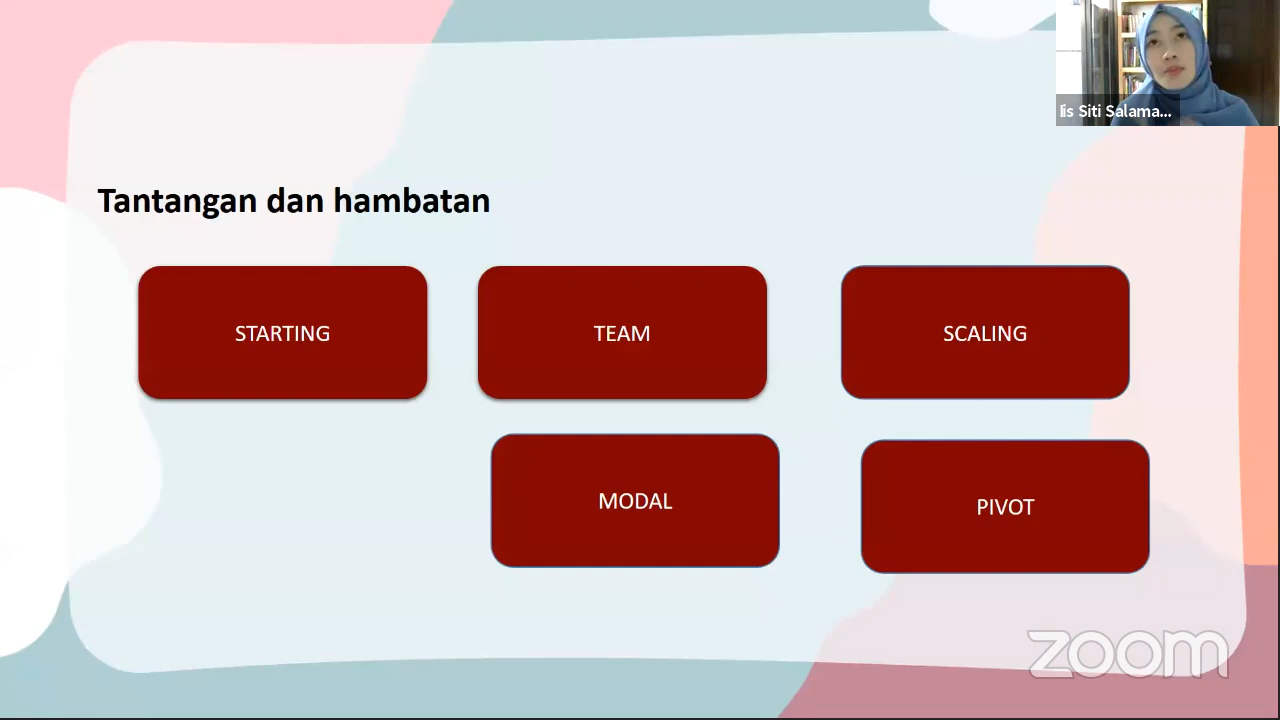 Iis Siti Salama...
Tantangan dan hambatan
STARTING
TEAM
SCALING
MODAL
PIVOT
zoom